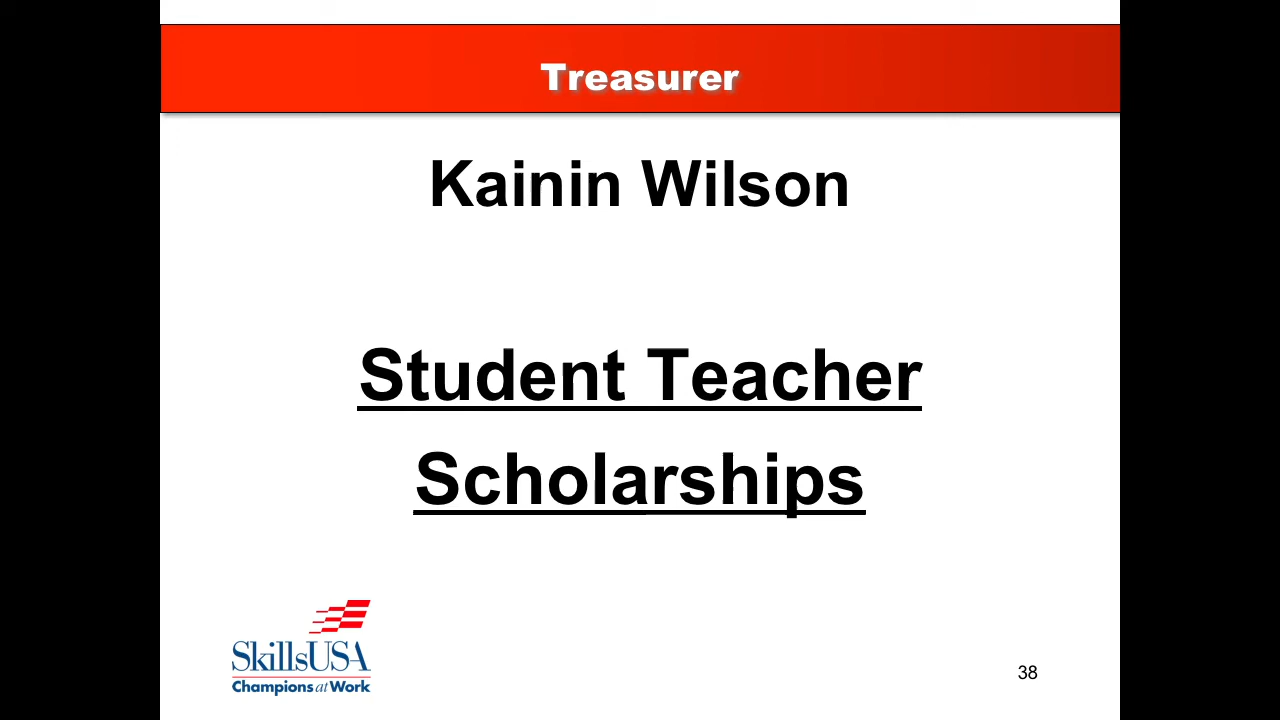 Treasurer
Kainin Wilson
Student Teacher
Scholarships
SkillsUSA
Champions at Work
38